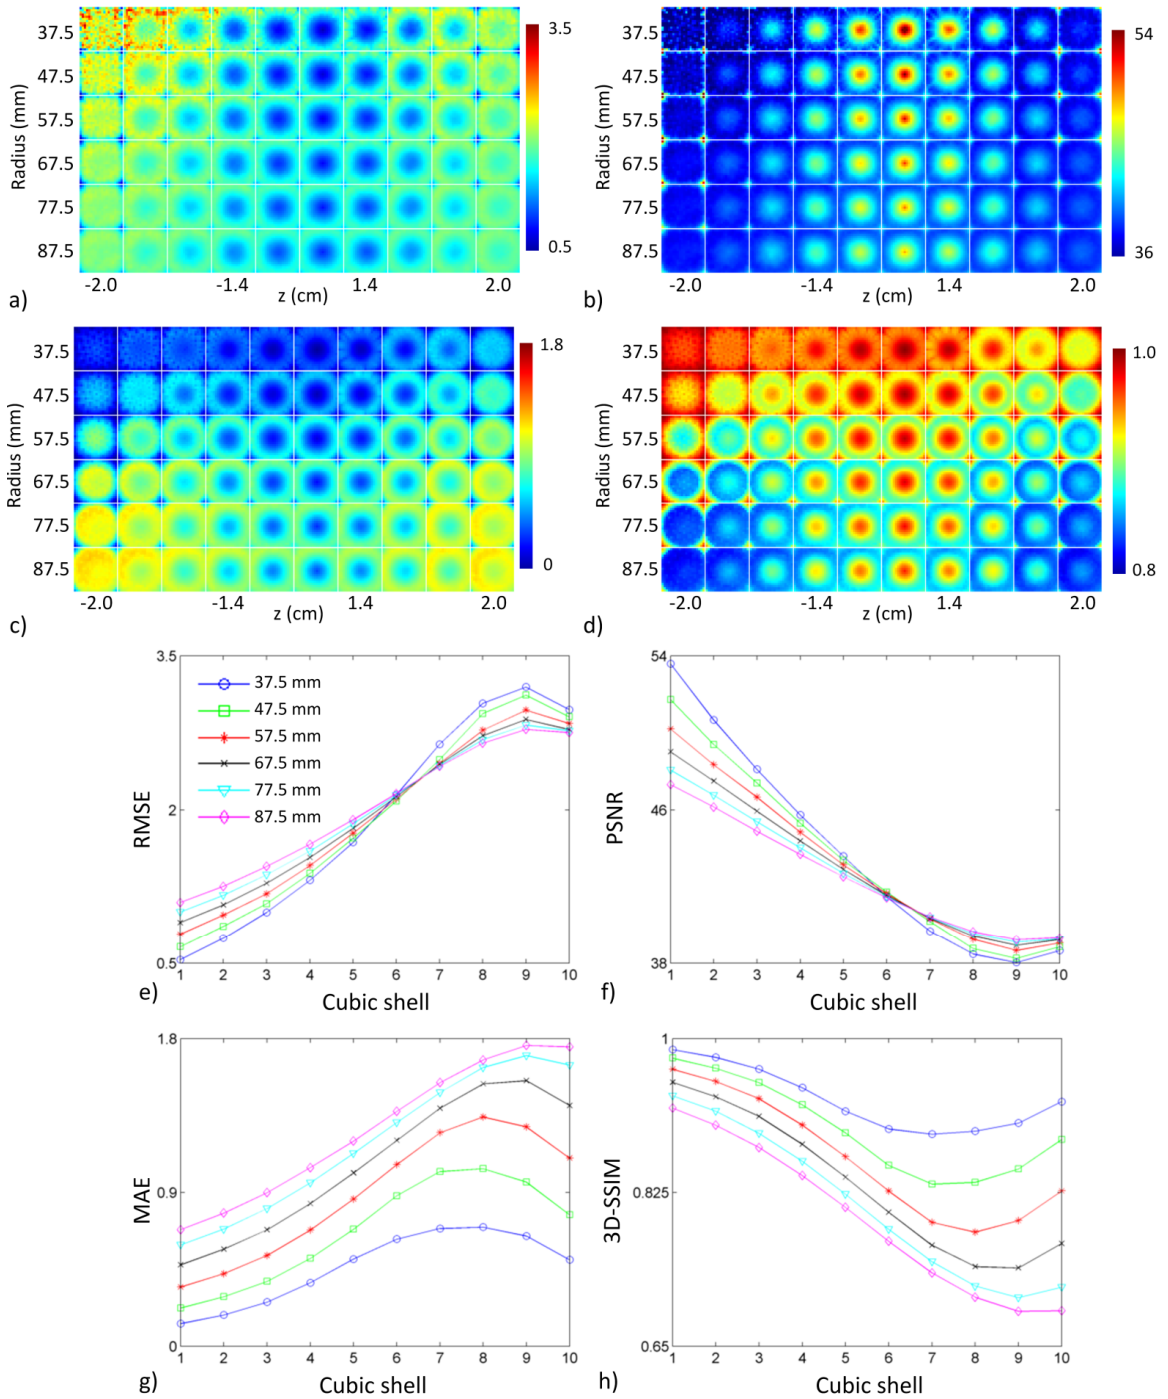 37.5
47.5
57.5
67.5
77.5
87.5
Radius (mm)
-2.0 -1.4 1.4 2.0
z (cm)
3.5
0.5
a)
37.5
47.5
57.5
67.5
77.5
87.5
Radius (mm)
-2.0 -1.4 1.4 2.0
z (cm)
54
36
b)
37.5
47.5
57.5
67.5
77.5
87.5
Radius (mm)
-2.0 -1.4 1.4 2.0
z (cm)
1.8
0
c)
37.5
47.5
57.5
67.5
77.5
87.5
Radius (mm)
-2.0 -1.4 1.4 2.0
z (cm)
1.0
0.8
d)
3.5
2
0.5
RMSE
37.5 mm
47.5 mm
57.5 mm
67.5 mm
77.5 mm
87.5 mm
1 2 3 4 5 6 7 8 9 10
e)
Cubic shell
54
46
38
PSNR
1 2 3 4 5 6 7 8 9 10
f)
Cubic shell
1.8
0.9
0
MAE
1 2 3 4 5 6 7 8 9 10
g)
Cubic shell
1
0.825
0.65
3D-SSIM
1 2 3 4 5 6 7 8 9 10
h)
Cubic shell